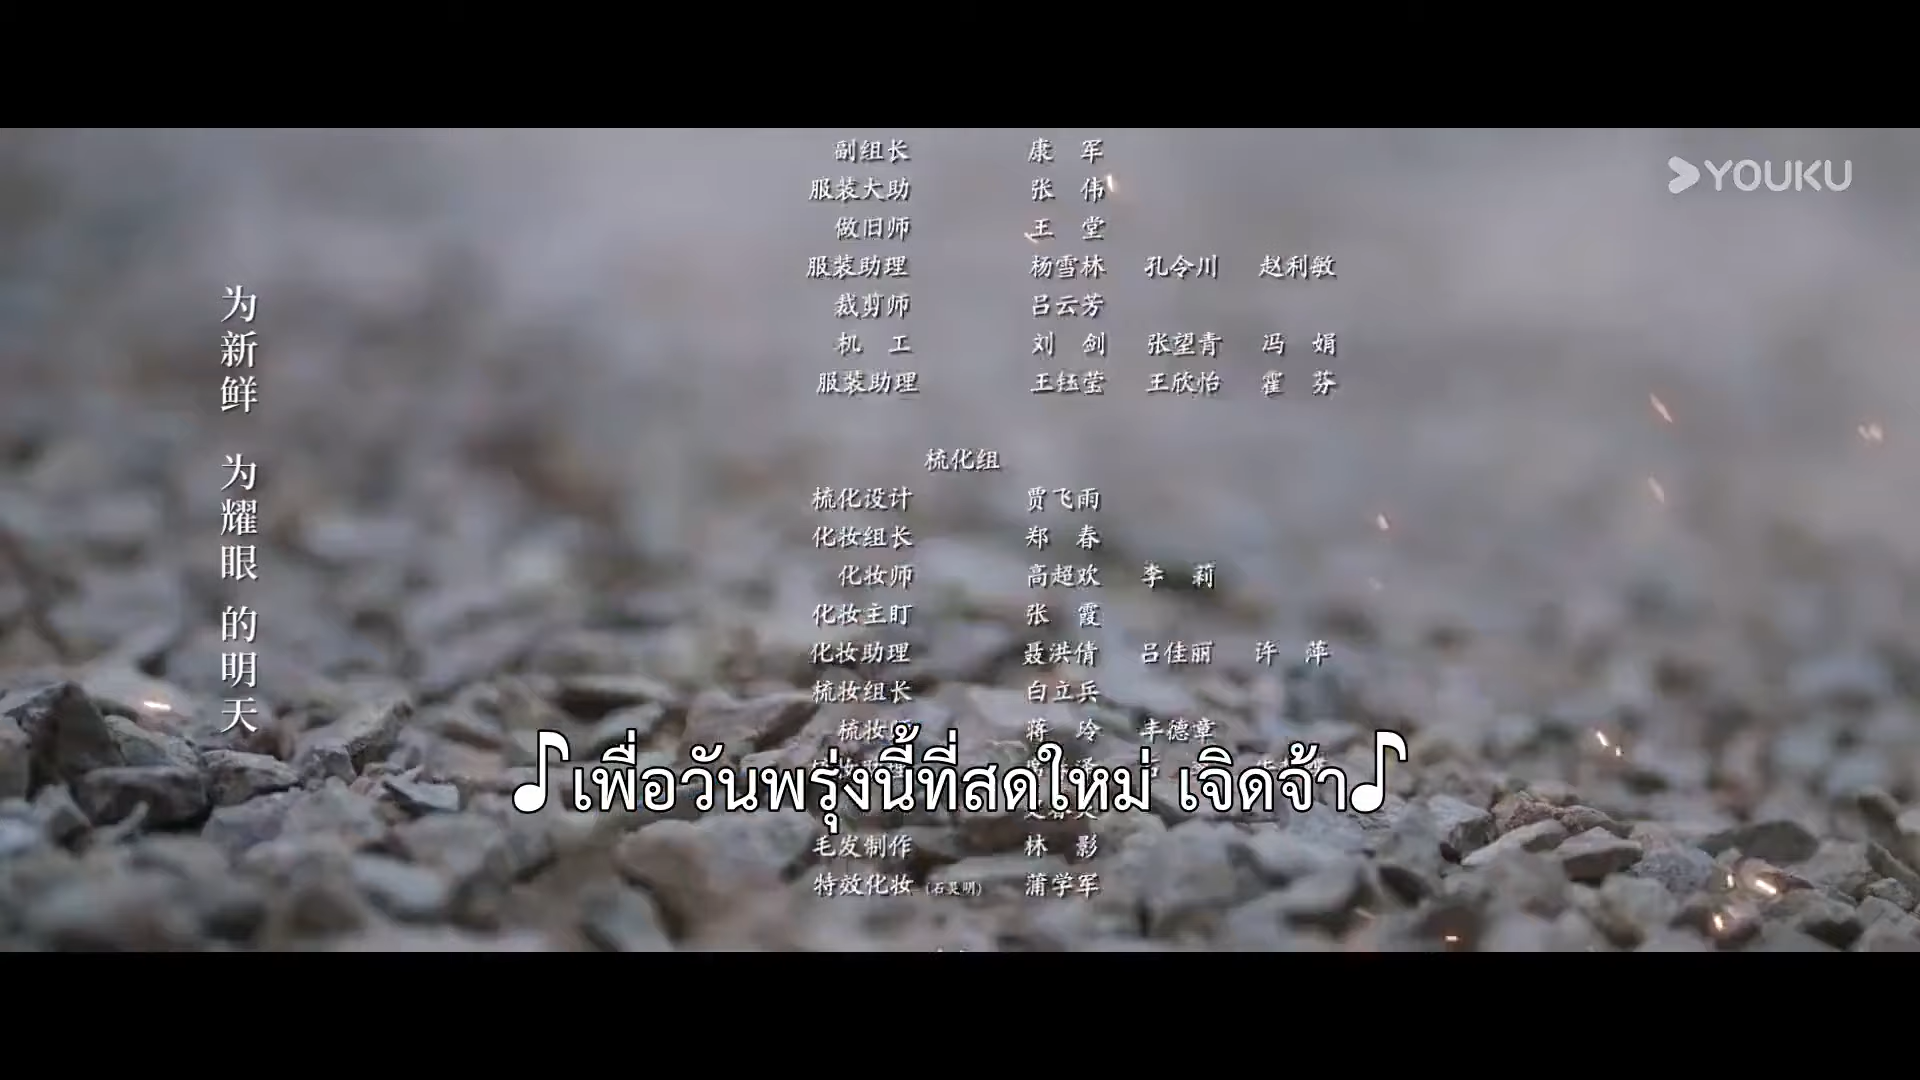 副组长 康 军
YOUKU
服装大助 张 伟
做旧师 王 堂
服装助理 杨雪林 孔令川 赵利敏
裁剪师 吕云芳
机 工 刘 剑 张望青 冯 娟
服装助理 王钰莹 王欣怡 霍 芬
为新鲜 为耀眼 的明天
梳化组
梳化设计 贾飞雨
化妆组长 郑 春
化妆师 高超欢 李 莉
化妆主盯 张 霞
化妆助理 聂洪倩 吕佳丽 许 萍
梳妆组长 白立兵
梳妆师 蒋 玲 丰德章
♪เพื่อวันพรุ่งนี้ที่สดใหม่ เจิดจ้า♪
毛发制作 林 影
特效化妆(石昊明) 蒲学军